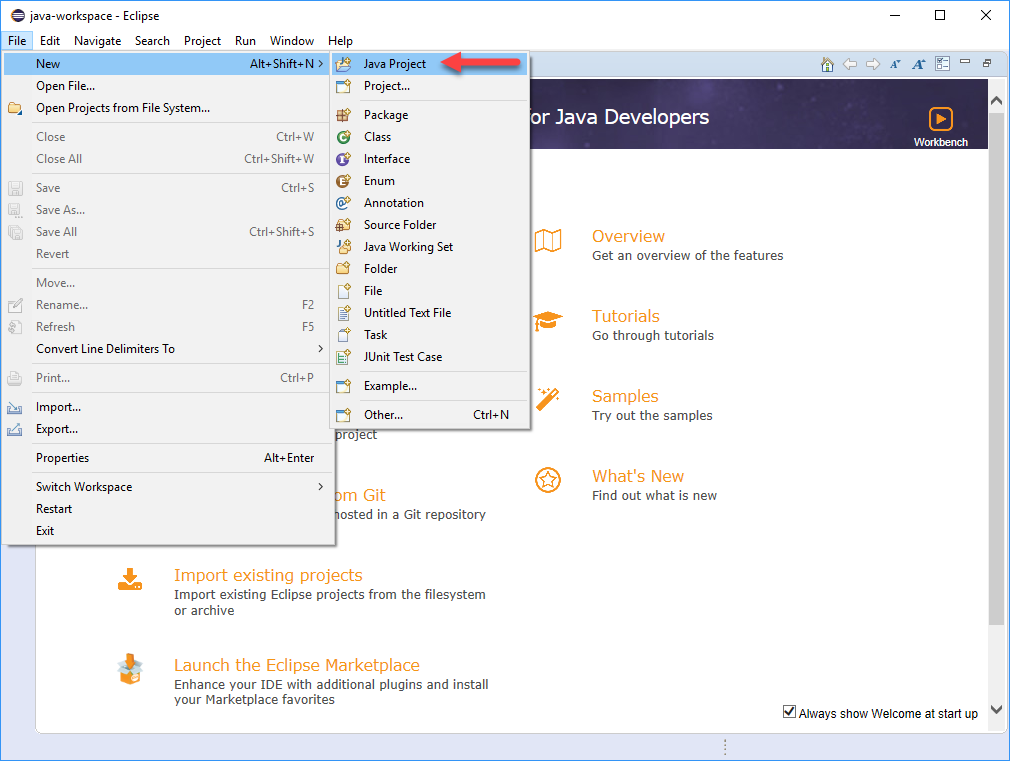 java-workspace - Eclipse
File Edit Navigate Search Project Run Window Help
New Alt+Shift+N
Open File...
Open Projects from File System...
Close Ctrl+W
Close All Ctrl+Shift+W
Save Ctrl+S
Save As...
Save All Ctrl+Shift+S
Revert
Move...
Rename... F2
Refresh F5
Convert Line Delimiters To
Print... Ctrl+P
Import...
Export...
Properties Alt+Enter
Switch Workspace
Restart
Exit
Java Project
Project...
Package
Class
Interface
Enum
Annotation
Source Folder
Java Working Set
Folder
File
Untitled Text File
Task
JUnit Test Case
Example...
Other... Ctrl+N
for Java Developers
Workbench
project
om Git
hosted in a Git repository
Import existing projects
Import existing Eclipse projects from the filesystem
or archive
Launch the Eclipse Marketplace
Enhance your IDE with additional plugins and install
your Marketplace favorites
Overview
Get an overview of the features
Tutorials
Go through tutorials
Samples
Try out the samples
What's New
Find out what is new
Always show Welcome at start up